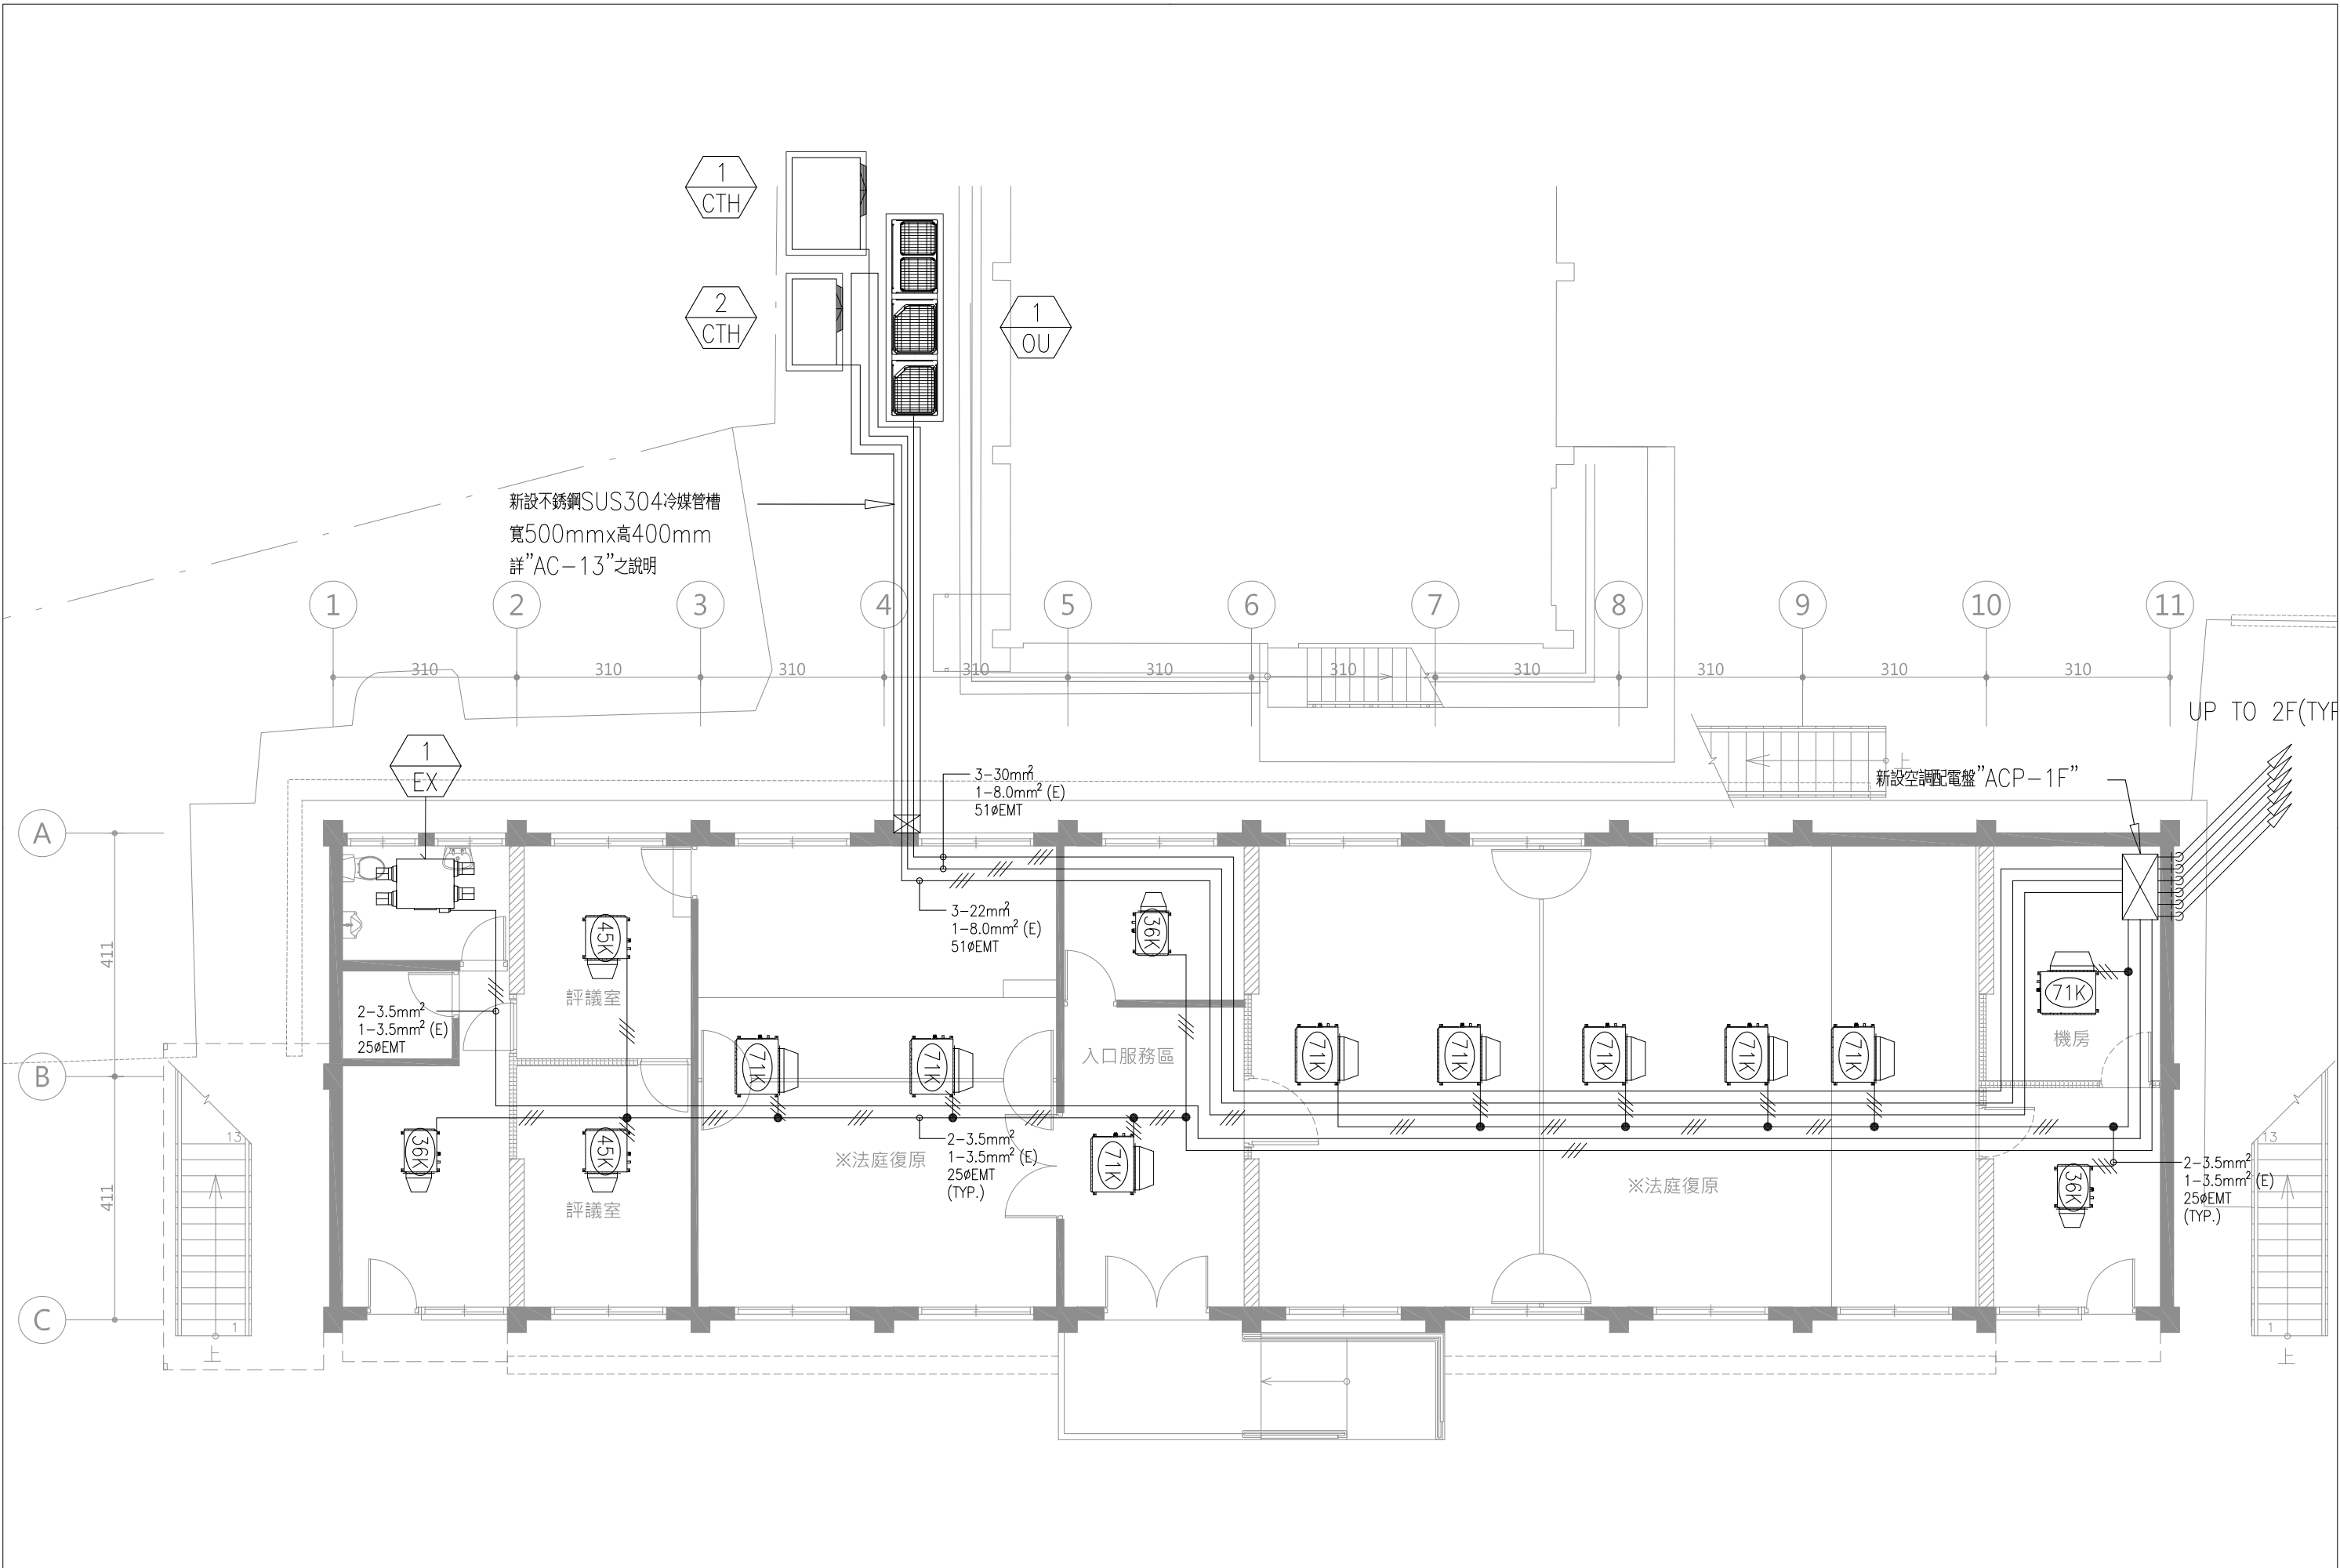 1
CTH
2
CTH
1
OU
新設不銹鋼SUS304冷媒管槽
寬500mmx高400mm
詳"AC-13"之說明
1
2
3
4
5
6
7
8
9
10
11
310
310
310
310
310
310
310
310
310
310
UP TO 2F(TYP
1
EX
3-30mm²
1-8.0mm² (E)
51øEMT
上
新設空調配電盤"ACP-1F"
A
411
B
411
C
3-22mm²
1-8.0mm² (E)
51øEMT
45K
評議室
36K
71K
機房
2-3.5mm²
1-3.5mm² (E)
25øEMT
71K
71K
入口服務區
71K
71K
71K
71K
71K
36K
45K
評議室
※法庭復原
2-3.5mm²
1-3.5mm² (E)
25øEMT
(TYP.)
71K
※法庭復原
36K
2-3.5mm²
1-3.5mm² (E)
25øEMT
(TYP.)
13
1
上
13
1
上